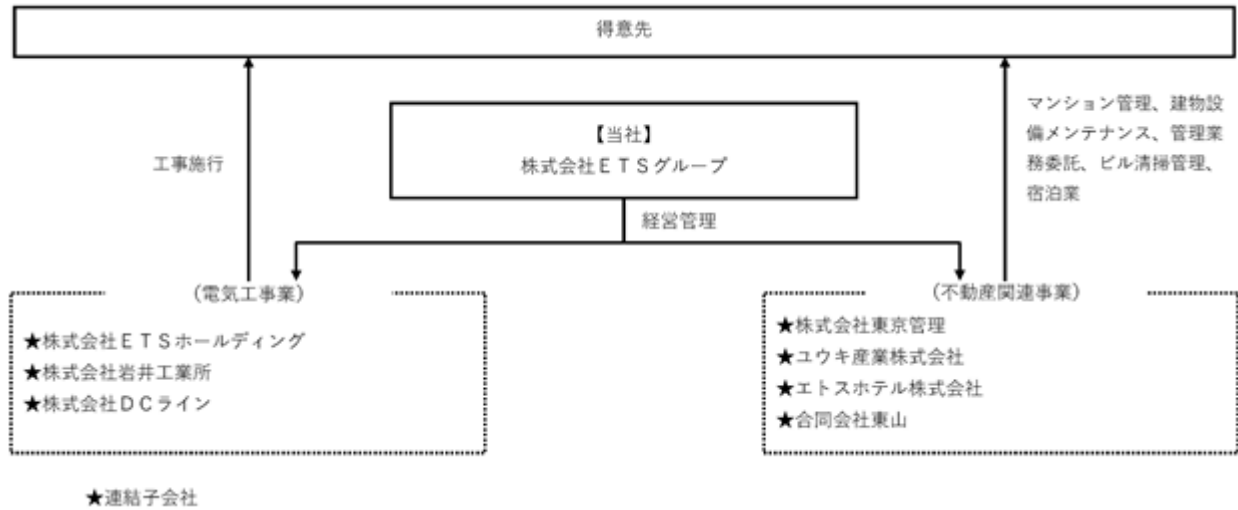 得意先
【当社】
株式会社ＥＴＳグループ
工事施行
マンション管理、建物設
備メンテナンス、管理業
務委託、ビル清掃管理、
宿泊業
経営管理
(電気工事業)
★株式会社ＥＴＳホールディング
★株式会社岩井工業所
★株式会社ＤＣライン
(不動産関連事業)
★株式会社東京管理
★ユウキ産業株式会社
★エトスホテル株式会社
★合同会社東山
★連結子会社